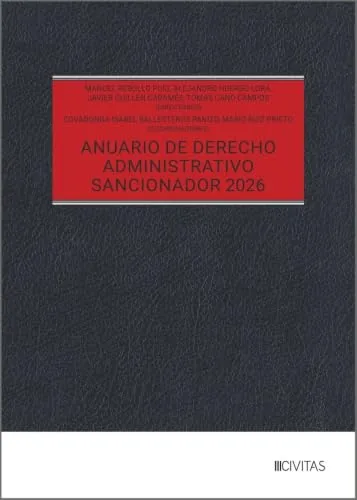 MANUEL REBOLLO PUIG, ALEJANDRO HUERGO LORA,
JAVIER GUILLÉN CARAMÉS, TOMÁS CANO CAMPOS
(DIRECTORES)
COVADONGA ISABEL BALLESTEROS PANIZO, MARIO RUIZ PRIETO
(COORDINADORES)
ANUARIO DE DERECHO
ADMINISTRATIVO
SANCIONADOR 2026
CIVITAS